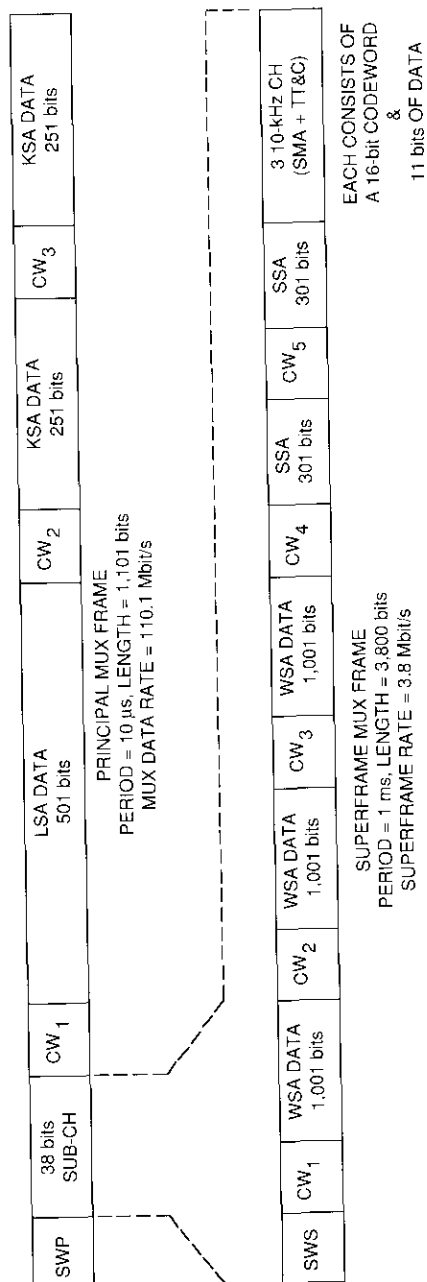 SWP
38 bits
SUB-CH
CW1
LSA DATA
501 bits
CW2
KSA DATA
251 bits
CW3
KSA DATA
251 bits
PRINCIPAL MUX FRAME
PERIOD = 10 µs, LENGTH = 1,101 bits
MUX DATA RATE = 110.1 Mbit/s
SWS
CW1
WSA DATA
1,001 bits
CW2
WSA DATA
1,001 bits
CW3
WSA DATA
1,001 bits
CW4
SSA
301 bits
CW5
SSA
301 bits
3 10-kHz CH
(SMA + TT&C)
SUPERFRAME MUX FRAME
PERIOD = 1 ms, LENGTH = 3,800 bits
SUPERFRAME RATE = 3.8 Mbit/s
EACH CONSISTS OF
A 16-bit CODEWORD
&
11 bits OF DATA